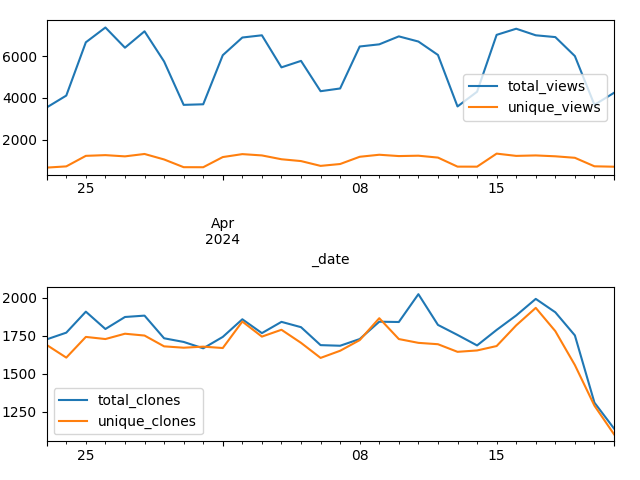 6000
4000
2000
total_views
unique_views
25
08
15
Apr
2024
_date
2000
1750
1500
1250
total_clones
unique_clones
25
08
15